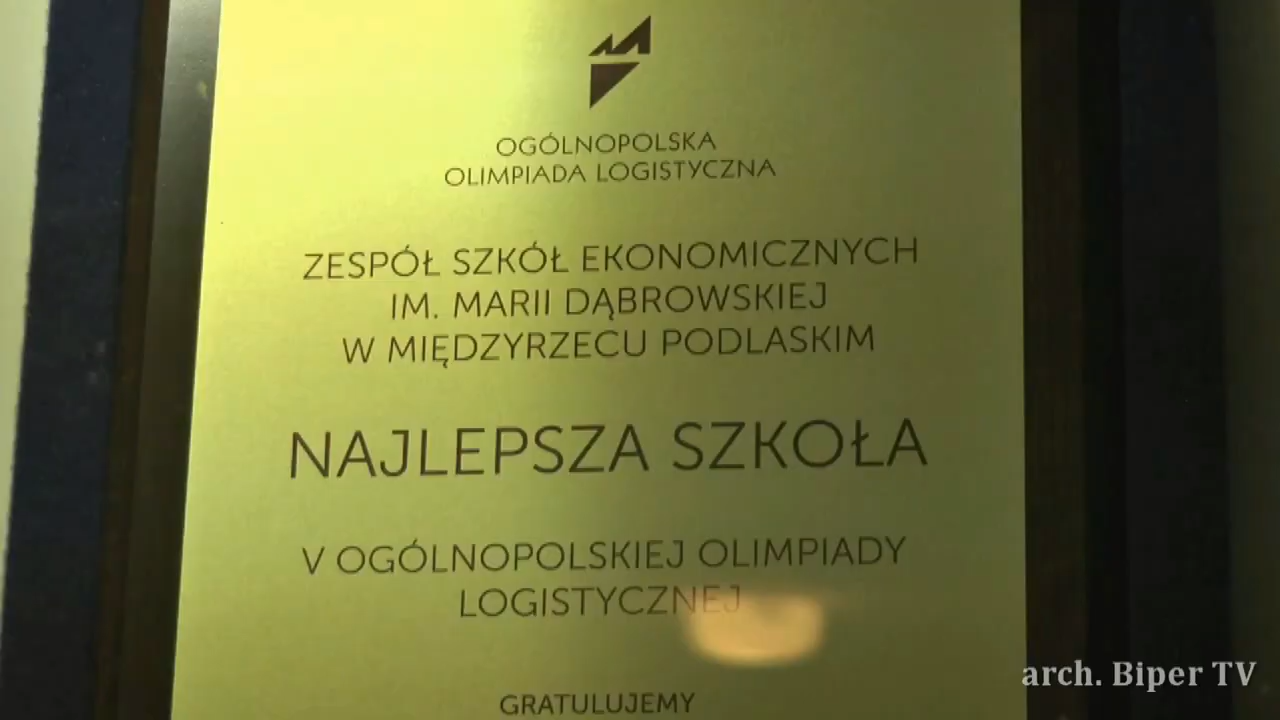 OGÓLNOPOLSKA
OLIMPIADA LOGISTYCZNA
ZESPÓŁ SZKÓŁ EKONOMICZNYCH
IM. MARII DĄBROWSKIEJ
W MIĘDZYRZECU PODLASKIM
NAJLEPSZA SZKOŁA
V OGÓLNOPOLSKIEJ OLIMPIADY
LOGISTYCZNEJ
GRATULUJEMY
arch. Biper TV